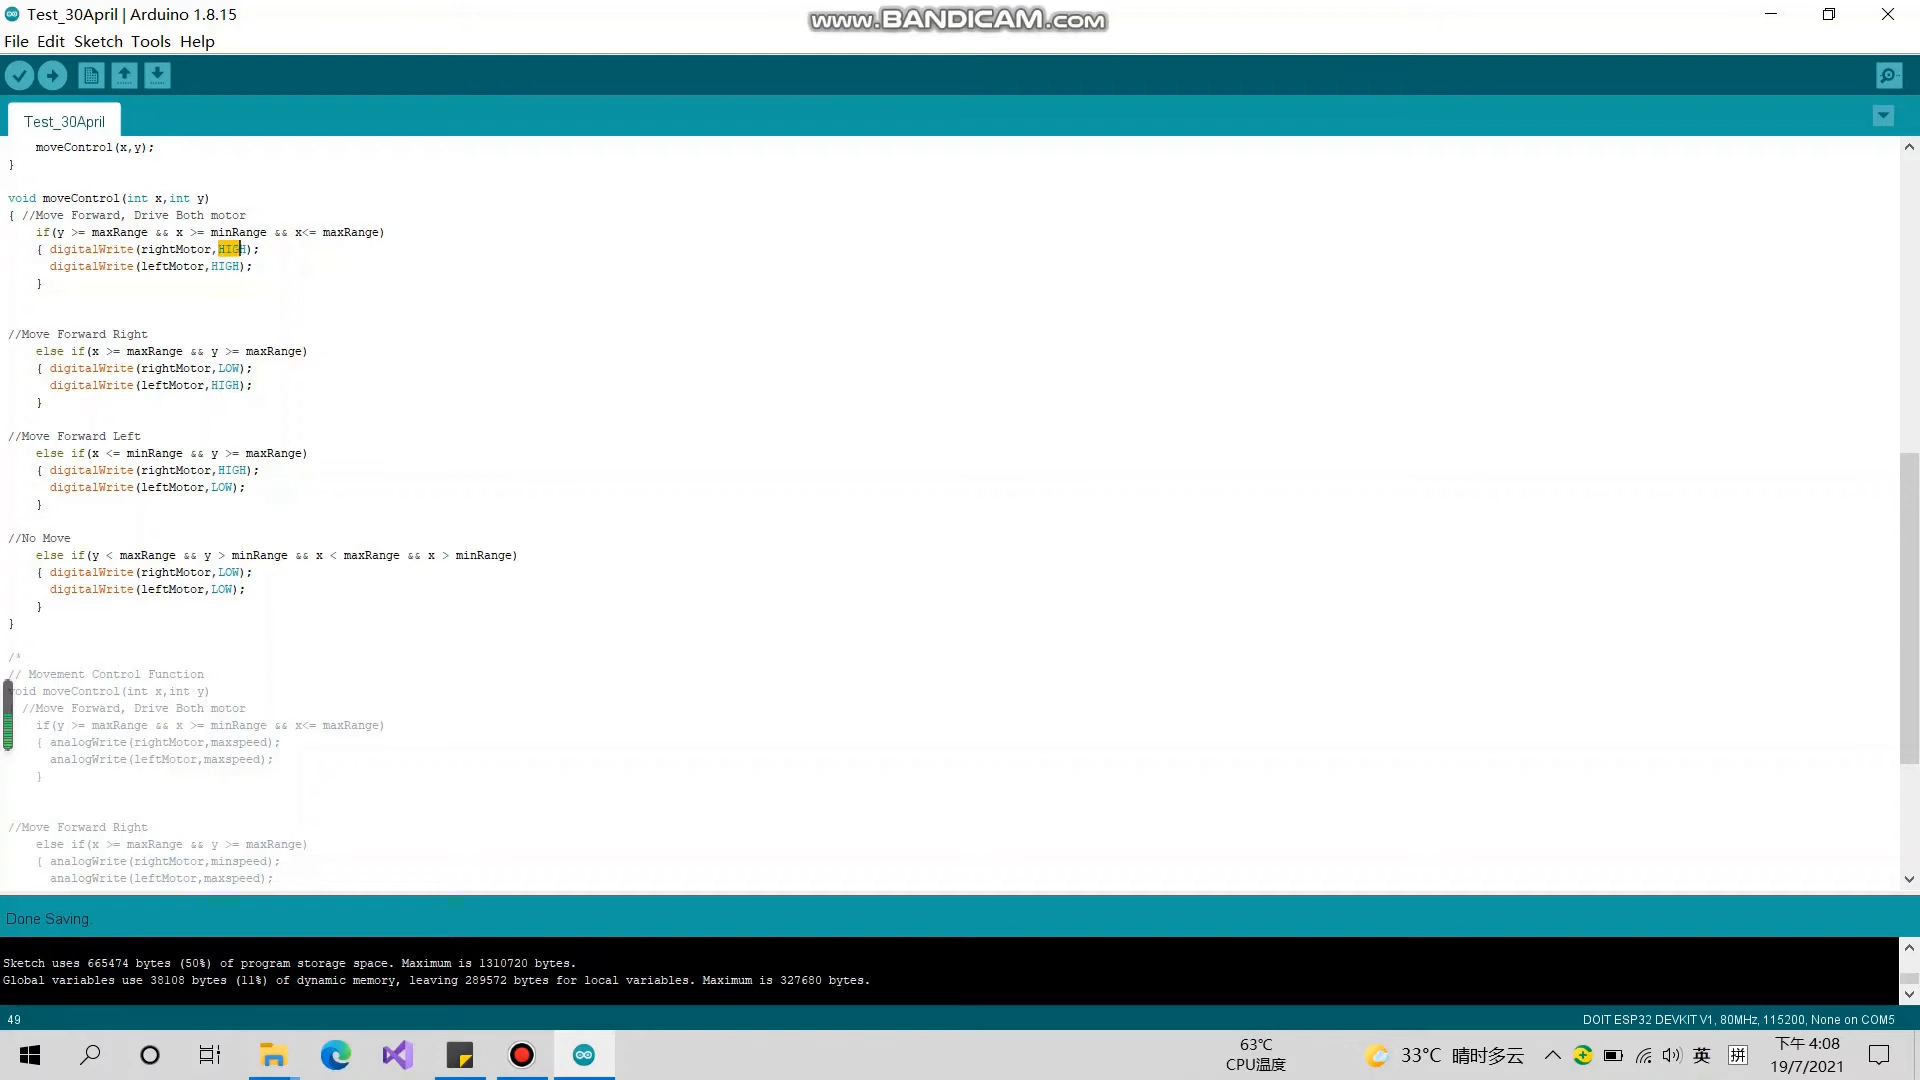 Test_30April | Arduino 1.8.15
www.BANDICAM.com
File Edit Sketch Tools Help
Test_30April
moveControl(x,y);
}
void moveControl(int x,int y)
{ //Move Forward, Drive Both motor
if(y >= maxRange && x >= minRange && x<= maxRange)
{ digitalWrite(rightMotor,HIGH);
digitalWrite(leftMotor,HIGH);
}
//Move Forward Right
else if(x >= maxRange && y >= maxRange)
{ digitalWrite(rightMotor,LOW);
digitalWrite(leftMotor,HIGH);
}
//Move Forward Left
else if(x <= minRange && y >= maxRange)
{ digitalWrite(rightMotor,HIGH);
digitalWrite(leftMotor,LOW);
}
//No Move
else if(y < maxRange && y > minRange && x < maxRange && x > minRange)
{ digitalWrite(rightMotor,LOW);
digitalWrite(leftMotor,LOW);
}
}
/*
// Movement Control Function
void moveControl(int x,int y)
//Move Forward, Drive Both motor
if(y >= maxRange && x >= minRange && x<= maxRange)
{ analogWrite(rightMotor,maxspeed);
analogWrite(leftMotor,maxspeed);
}
//Move Forward Right
else if(x >= maxRange && y >= maxRange)
{ analogWrite(rightMotor,minspeed);
analogWrite(leftMotor,maxspeed);
Done Saving.
Sketch uses 665474 bytes (50%) of program storage space. Maximum is 1310720 bytes.
Global variables use 38108 bytes (11%) of dynamic memory, leaving 289572 bytes for local variables. Maximum is 327680 bytes.
49
DOIT ESP32 DEVKIT V1, 80MHz, 115200, None on COM5
63℃
CPU温度
33°C 晴时多云
英
拼
下午 4:08
19/7/2021